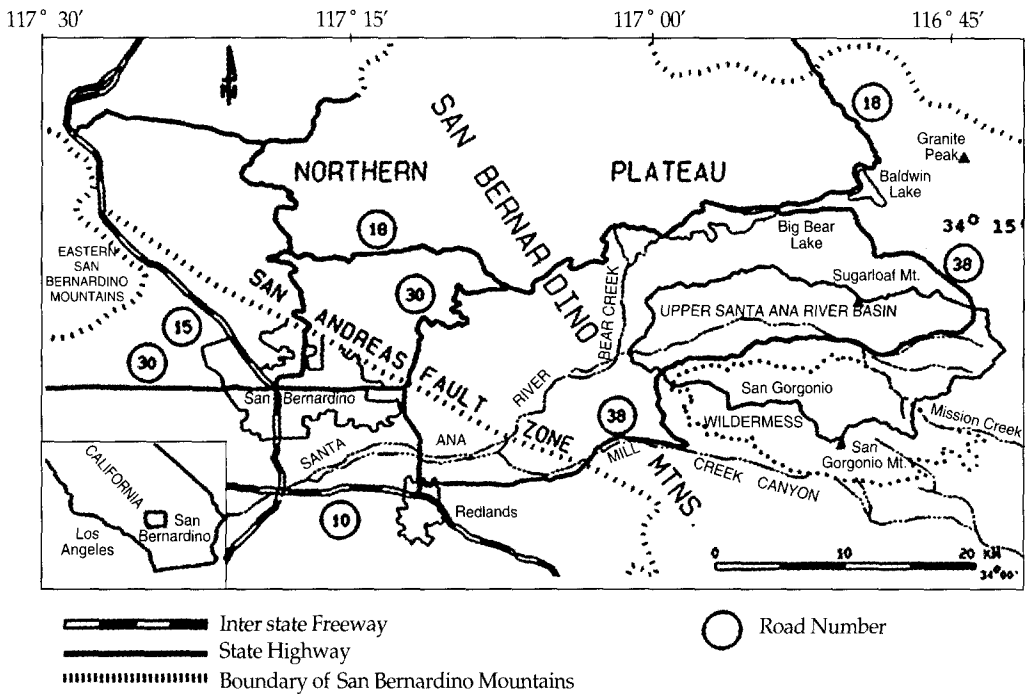 117° 30′ 117° 15′ 117° 00′ 116° 45′
N
18
Granite
Peak
NORTHERN PLATEAU
SAN BERNARDINO MTNS.
Baldwin
Lake
18
Big Bear
Lake
34° 15′
EASTERN
SAN
BERNARDINO
MOUNTAINS
38
SAN ANDREAS FAULT ZONE
30
BEAR CREEK
Sugarloaf Mt.
UPPER SANTA ANA RIVER BASIN
15
30
San Bernardino
San Gorgonio
WILDERMESS
38
Mission Creek
SANTA ANA RIVER
San
Gorgonio Mt.
MILL CREEK CANYON
CALIFORNIA
San
Bernardino
Los
Angeles
10
Redlands
0 10 20 KM
34°00′
Inter state Freeway
State Highway
Boundary of San Bernardino Mountains
Road Number